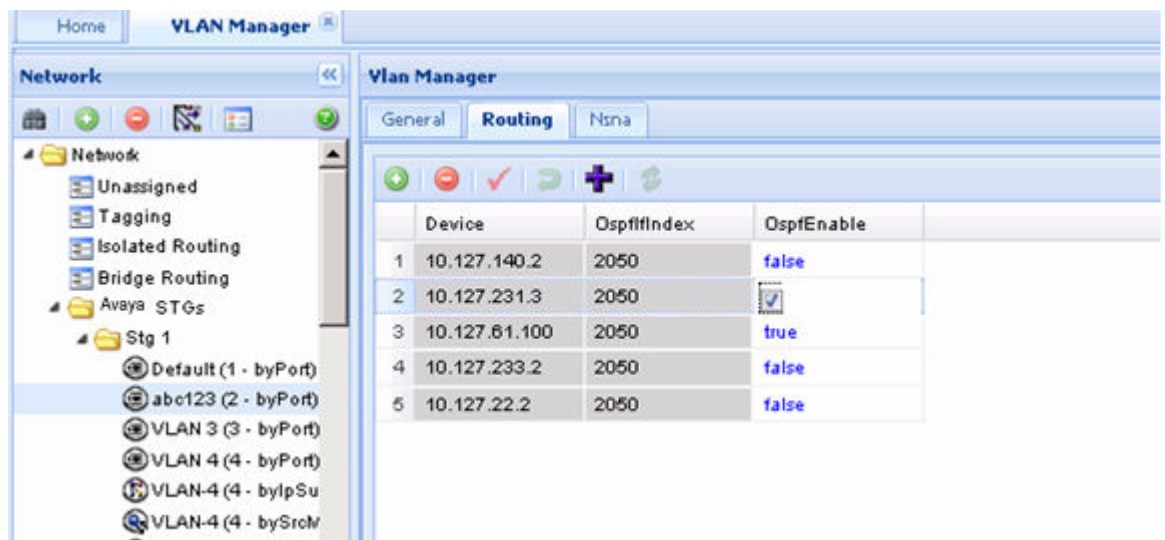 Home VLAN Manager
Network
Network
Unassigned
Tagging
Isolated Routing
Bridge Routing
Avaya STGs
Stg 1
Default (1 - byPort)
abc123 (2 - byPort)
VLAN 3 (3 - byPort)
VLAN 4 (4 - byPort)
VLAN-4 (4 - byIpSu
VLAN-4 (4 - bySrcM
Vlan Manager
General Routing Nsna
Device OspfIfIndex OspfEnable
1 10.127.140.2 2050 false
2 10.127.231.3 2050
3 10.127.61.100 2050 true
4 10.127.233.2 2050 false
5 10.127.22.2 2050 false